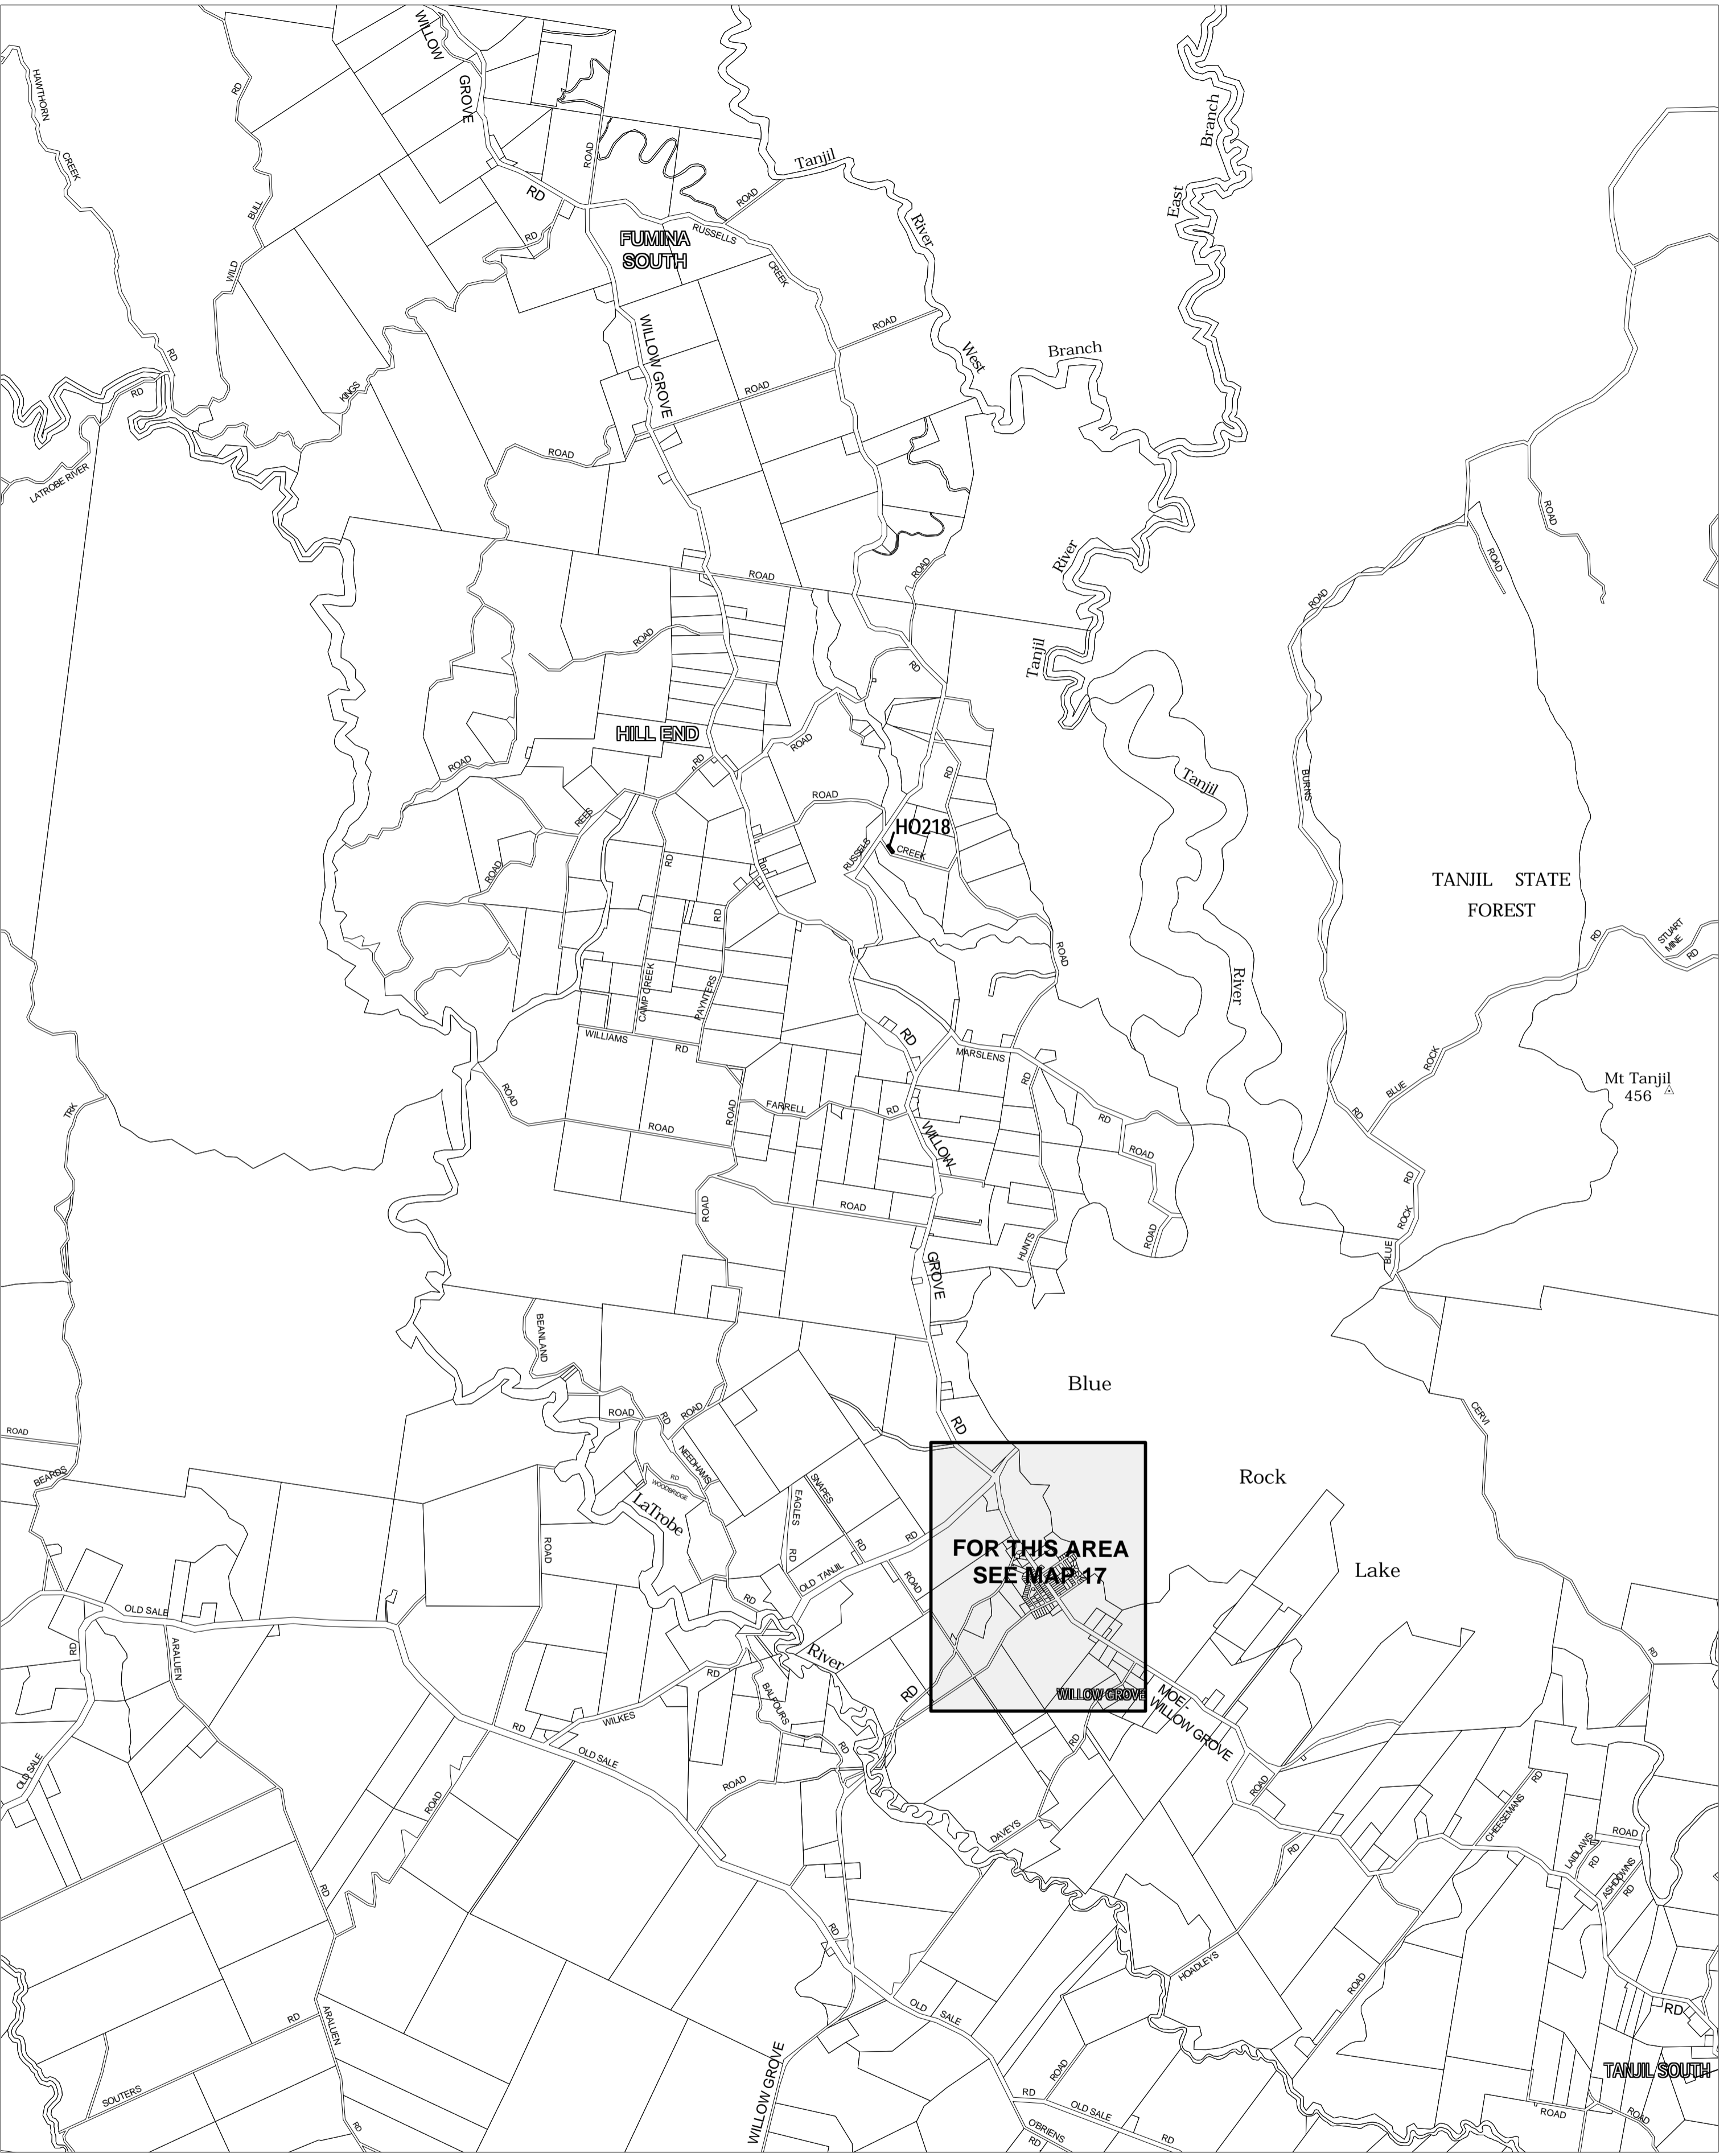 WILLOW
GROVE
RD
HAWTHORN
CREEK
RD
RD
BULL
WILD
ROAD
Tanjil
River
West
Branch
Branch
East
ROAD
RUSSELLS
CREEK
FUMINA
SOUTH
RD
KINGS
ROAD
WILLOW GROVE
ROAD
ROAD
RD
LATROBE RIVER
ROAD
ROAD
River
Tanjil
ROAD
ROAD
ROAD
ROAD
ROAD
RD
HILL END
ROAD
RD
ROAD
REES
ROAD
ROAD
RD
HO218
RUSSELS
CREEK
RD
Tanjil
River
BURNS
TANJIL STATE
FOREST
RD
STUART
MINE
RD
RD
ROAD
CAMP CREEK
PAYNTERS
WILLIAMS
RD
RD
MARSLENS
RD
BLUE
ROCK
RD
Mt Tanjil
456
TRK
ROAD
ROAD
ROAD
FARRELL
RD
WILLOW
RD
ROAD
ROAD
ROAD
ROAD
HUNTS
RD
ROCK
BLUE
GROVE
BEANLAND
Blue
ROAD
RD
ROAD
RD
CERVI
ROAD
BEARDS
NEEDHAMS
RD
WOODBRIDGE
SNAPES
EAGLES
RD
LaTrobe
Rock
ROAD
RD
RD
OLD TANJIL
ROAD
FOR THIS AREA
SEE MAP 17
Lake
OLD SALE
RD
ARALUEN
RD
River
RD
BALFOURS
RD
WILLOW GROVE
MOE -
WILLOW GROVE
RD
WILKES
RD
OLD SALE
RD
OLD SALE
RD
ROAD
ROAD
ROAD
CHEESEMANS
RD
ROAD
LAIDLAWS
RD
ASHDOWNS
RD
DAVEYS
RD
RD
RD
HOADLEYS
ROAD
RD
OLD SALE
RD
ARALUEN
SOUTERS
RD
WILLOW GROVE
ROAD
RD
OLD SALE
RD
O'BRIENS
RD
TANJIL SOUTH
ROAD
ROAD